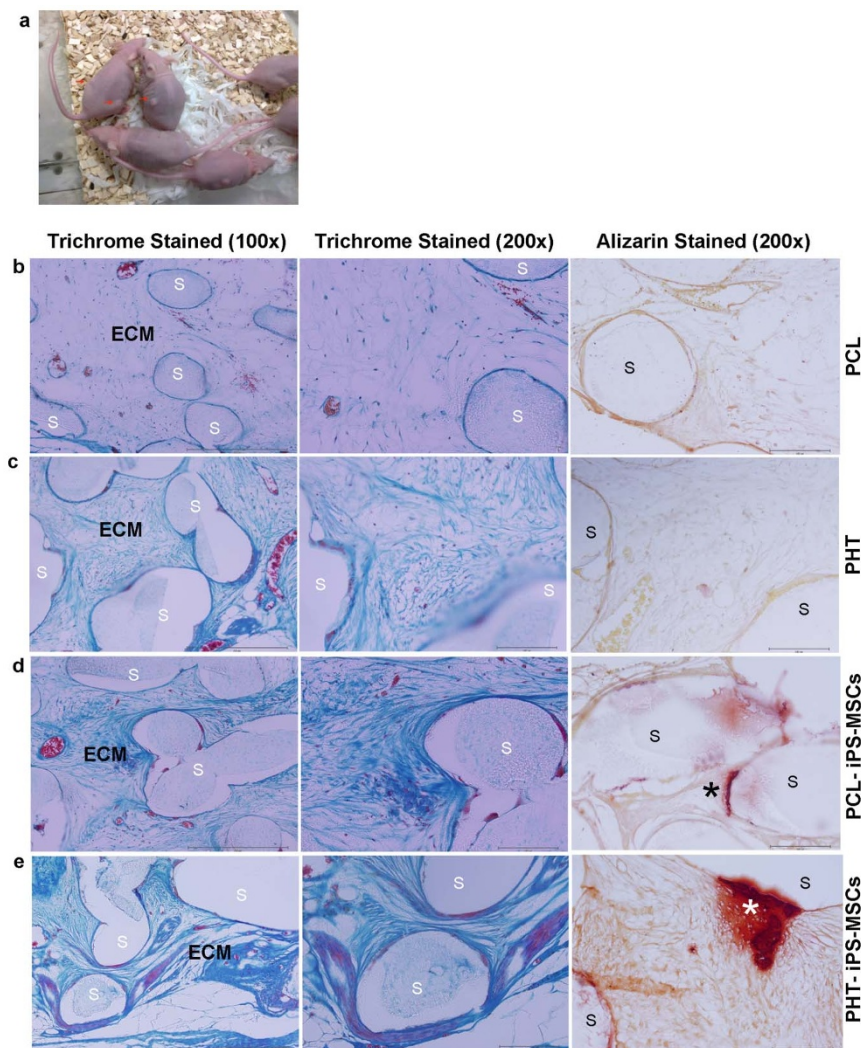 a
Trichrome Stained (100x) Trichrome Stained (200x) Alizarin Stained (200x)
b
S
S
S
S
ECM
S
S
S
PCL
c
S
S
S
ECM
S
S
S
S
PHT
d
S
S
ECM
S
S
S
*
PCL- iPS-MSCs
e
S
S
S
ECM
S
S
S
S
*
PHT- iPS-MSCs